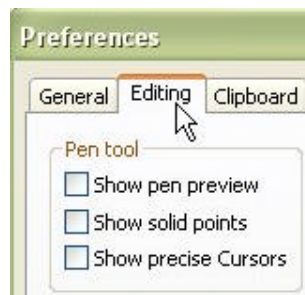 Preferences
General Editing Clipboard
Pen tool
Show pen preview
Show solid points
Show precise Cursors